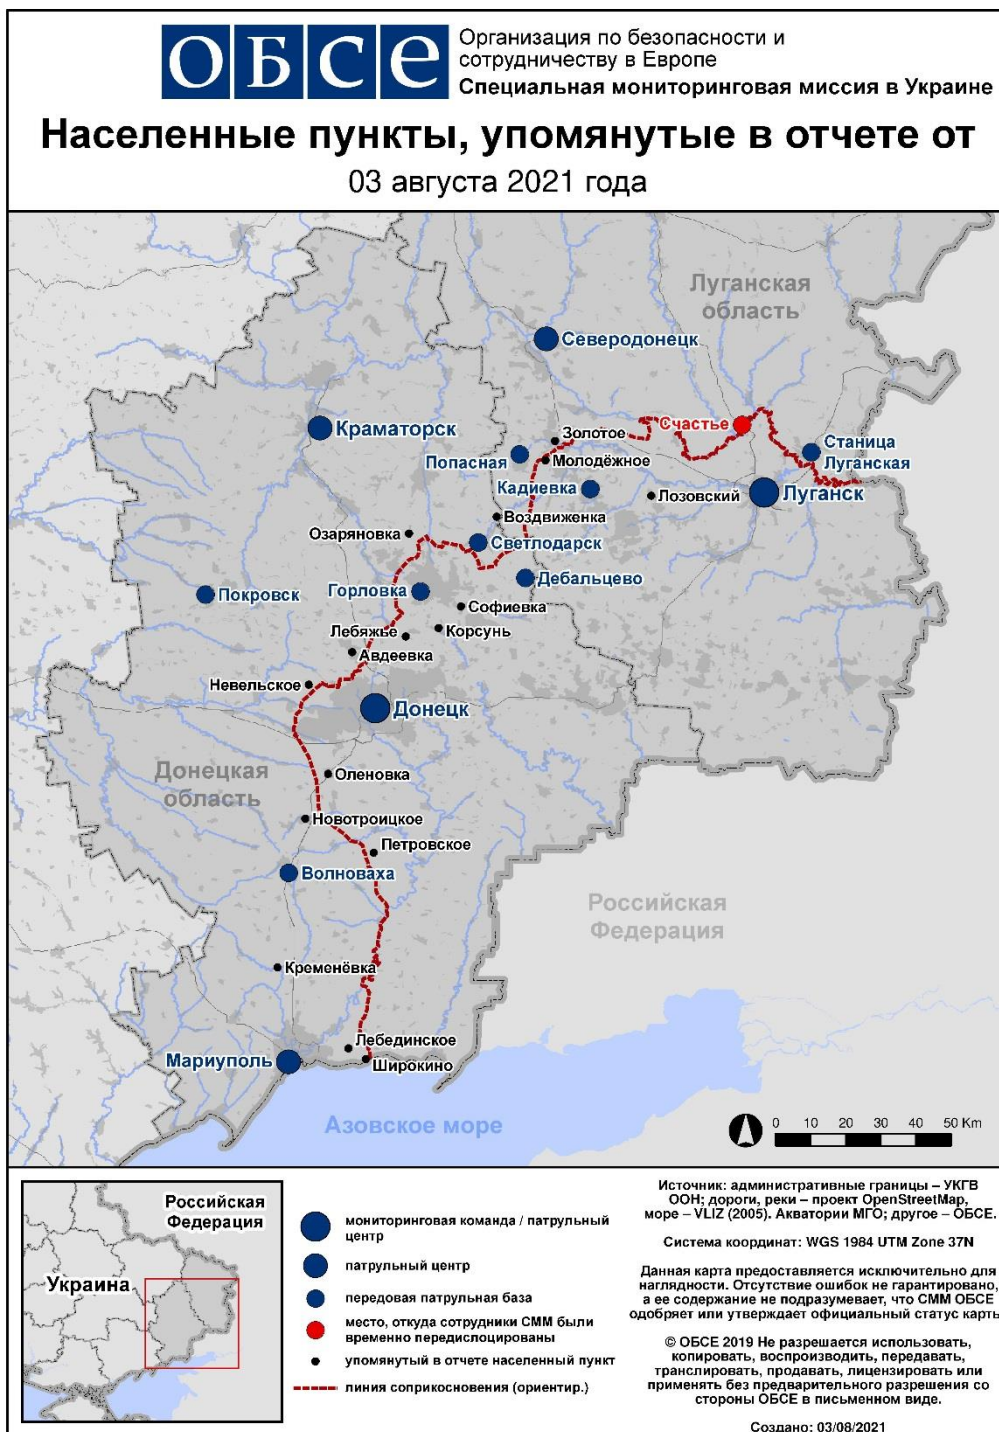 ОБСЕ
Организация по безопасности и
сотрудничеству в Европе
Специальная мониторинговая миссия в Украине
Населенные пункты, упомянутые в отчете от
03 августа 2021 года
Луганская
область
Северодонецк
Счастье
Краматорск
Золотое
Станица
Луганская
Попасная
Молодёжное
Кадиевка
Лозовский
Луганск
Воздвиженка
Озаряновка
Светлодарск
Дебальцево
Покровск
Горловка
Софиевка
Лебяжье
Корсунь
Авдеевка
Невельское
Донецк
Донецкая
область
Оленовка
Новотроицкое
Петровское
Волноваха
Российская
Федерация
Кременёвка
Лебединское
Мариуполь
Широкино
Азовское море
0 10 20 30 40 50 Km
Российская
Федерация
Украина
мониторинговая команда / патрульный
центр
патрульный центр
передовая патрульная база
место, откуда сотрудники СММ были
временно передислоцированы
упомянутый в отчете населенный пункт
линия соприкосновения (ориентир.)
Источник: административные границы – УКГВ
ООН; дороги, реки – проект OpenStreetMap,
море – VLIZ (2005). Акватории МГО; другое – ОБСЕ.
Система координат: WGS 1984 UTM Zone 37N
Данная карта предоставляется исключительно для
наглядности. Отсутствие ошибок не гарантировано,
а ее содержание не подразумевает, что СММ ОБСЕ
одобряет или утверждает официальный статус карты
© ОБСЕ 2019 Не разрешается использовать,
копировать, воспроизводить, передавать,
транслировать, продавать, лицензировать или
применять без предварительного разрешения со
стороны ОБСЕ в письменном виде.
Создано: 03/08/2021